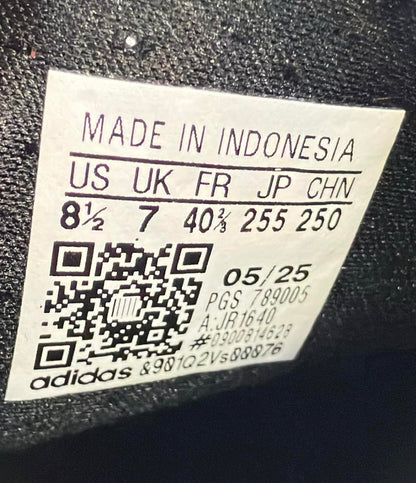 MADE IN INDONESIA
US UK FR JP CHN
8½ 7 40⅔ 255 250
05/25
PGS 789005
A:JR1640
#0900814628
adidas &901Q2Vs00076